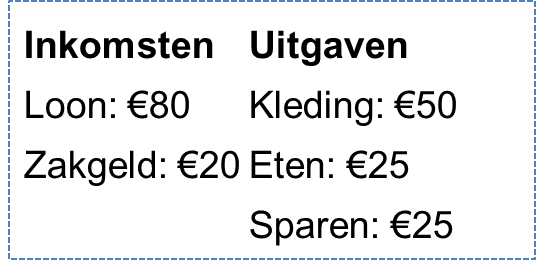 Inkomsten Uitgaven
Loon: €80 Kleding: €50
Zakgeld: €20 Eten: €25
Sparen: €25